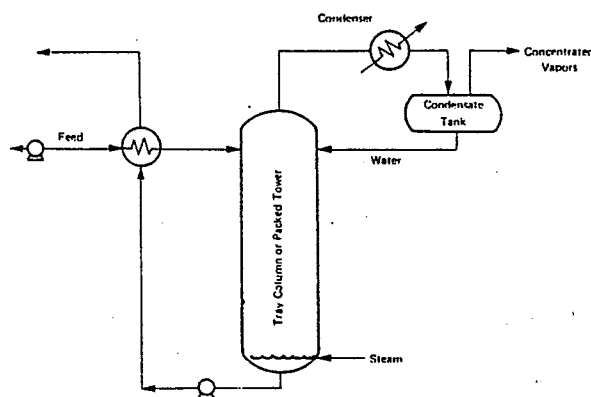 Condenser
Concentrated
Vapors
Condensate
Tank
Feed
Water
Tray Column or Packed Tower
Steam